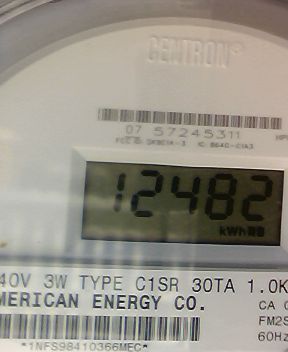 CENTRON®
07 57245311
12482
kWh
40V 3W TYPE C1SR 30TA 1.0K
MERICAN ENERGY CO.
CA
FM2S
60Hz
*1NFS98410366MEC*